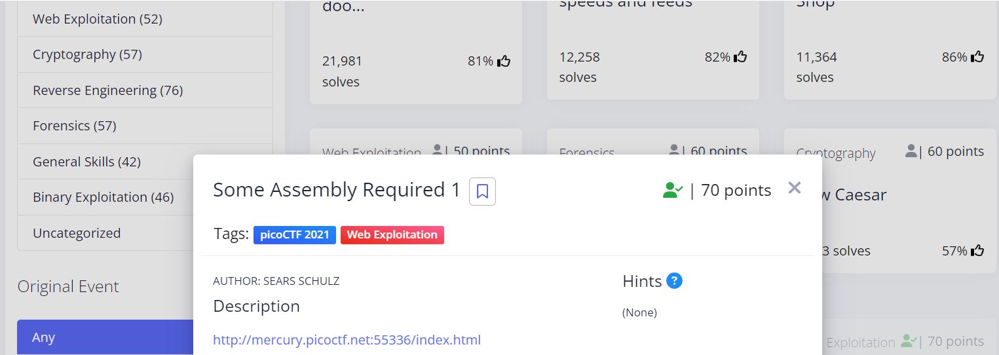 Web Exploitation (52)
Cryptography (57)
Reverse Engineering (76)
Forensics (57)
General Skills (42)
Binary Exploitation (46)
Uncategorized
Original Event
Any
doo...
21,981
solves
81%
speeds and feeds
12,258
solves
82%
Shop
11,364
solves
86%
Web Exploitation | 50 points
Forensics | 60 points
Cryptography | 60 points
w Caesar
3 solves
57%
Exploitation | 70 points
Some Assembly Required 1 | 70 points
Tags: picoCTF 2021 Web Exploitation
AUTHOR: SEARS SCHULZ
Description
http://mercury.picoctf.net:55336/index.html
Hints ?
(None)